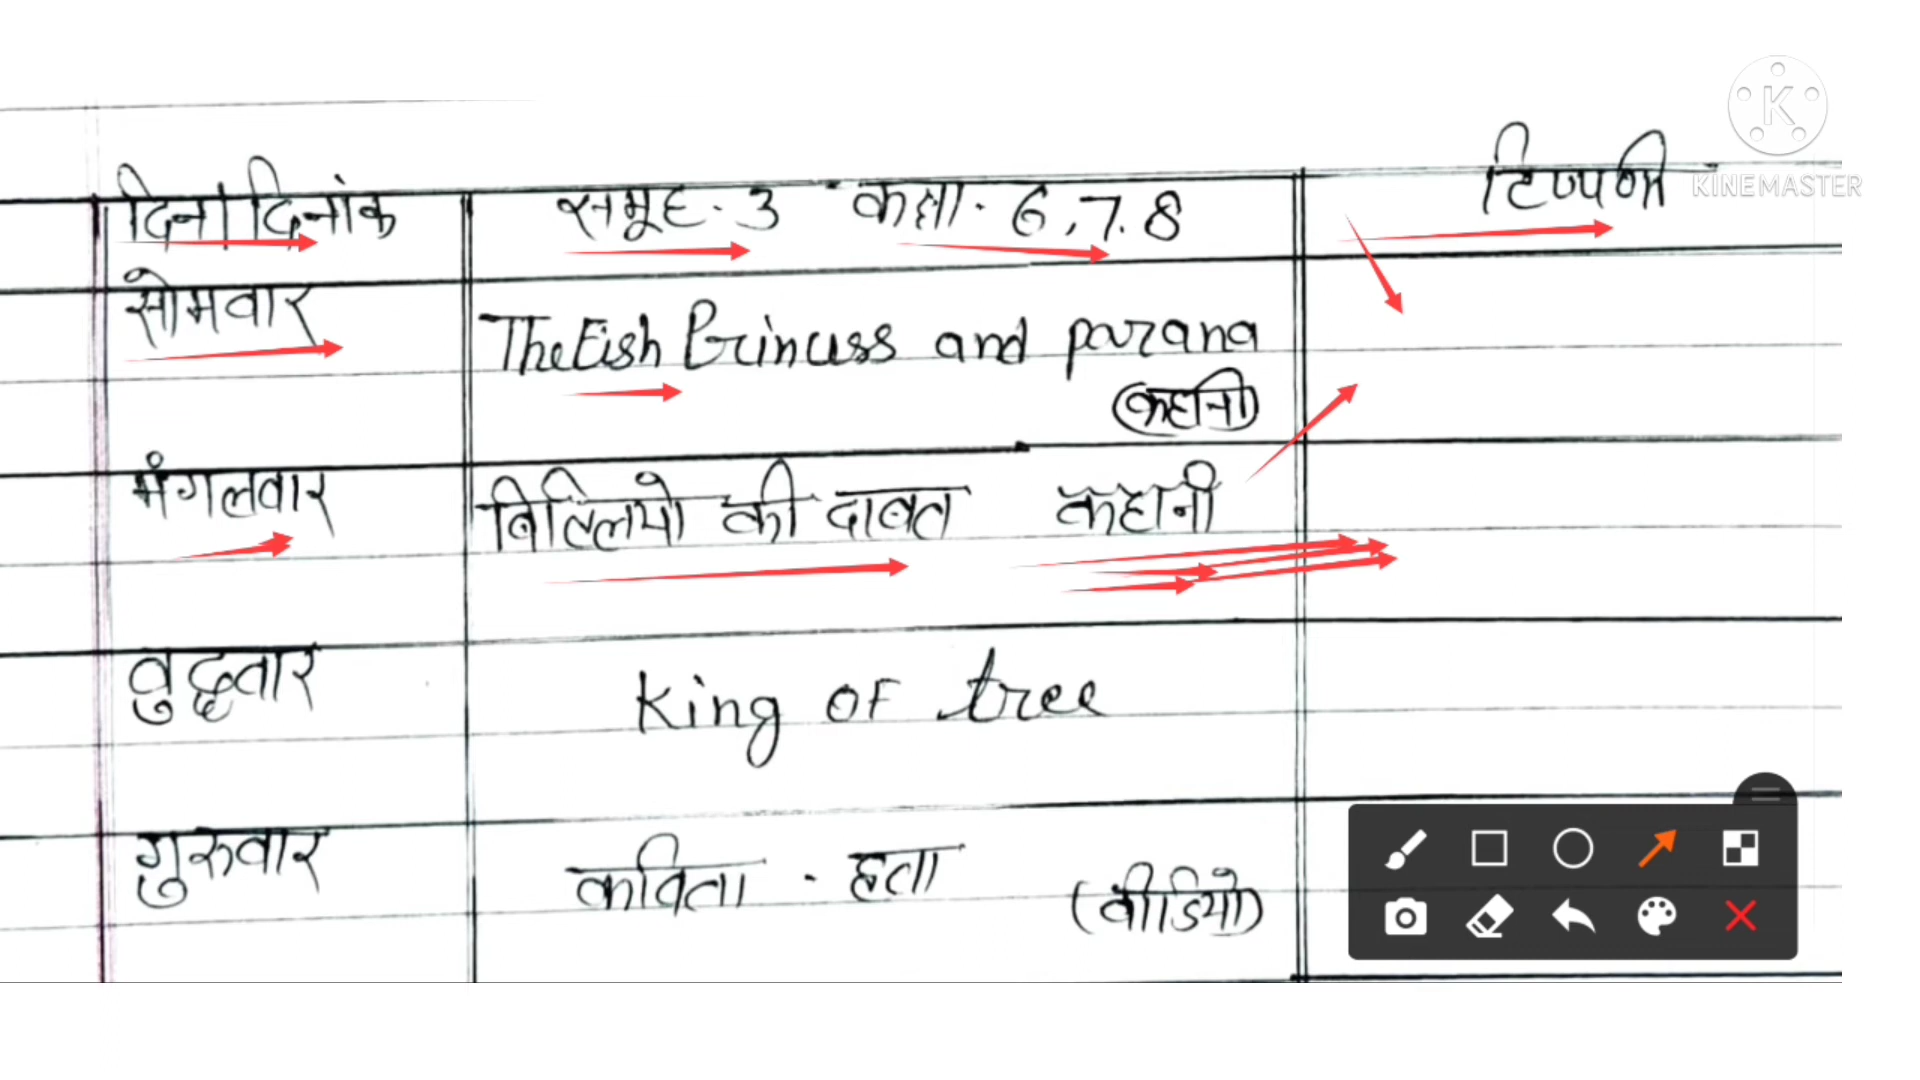 दिन/दिनांक समूह-3 कक्षा- 6,7.8 टिप्पणी
KINEMASTER
सोमवार The Fish Princess and parana
(कहानी)
मंगलवार बिल्लियो की दावत कहानी
वुद्धवार King OF tree
गुरुवार कविता - हवा (वीडियो)